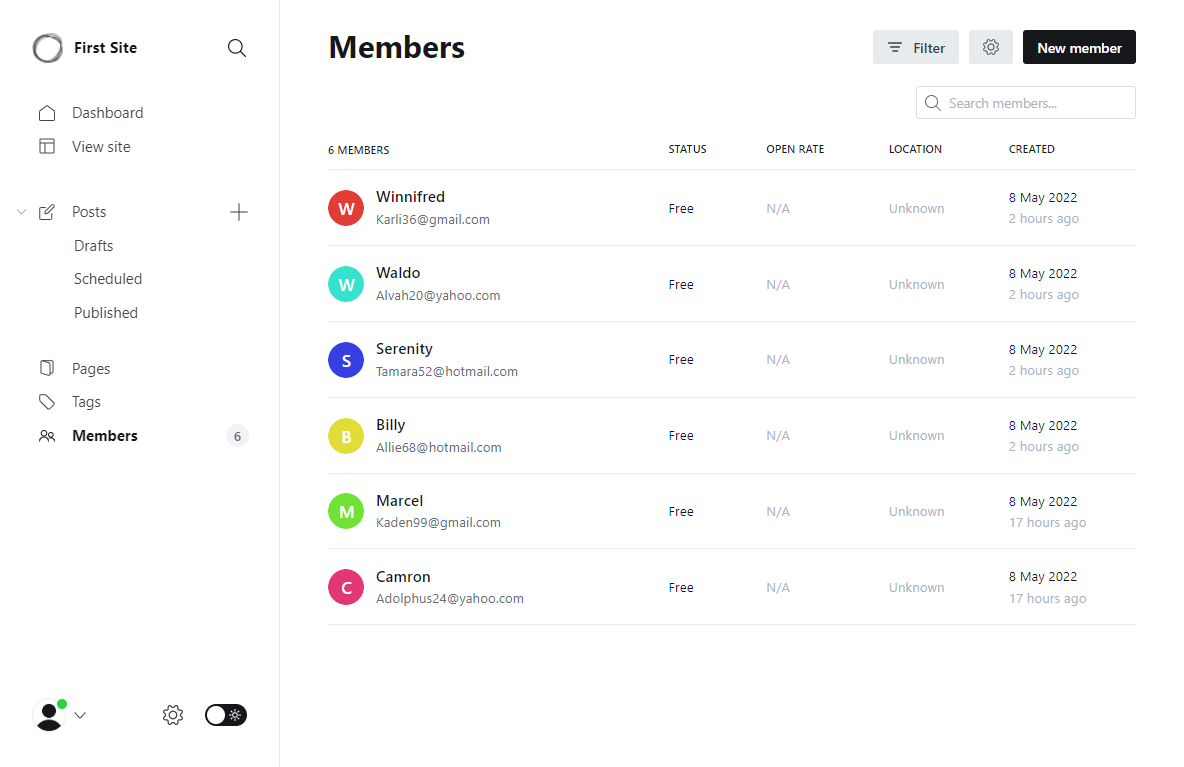 First Site
Dashboard
View site
Posts
Drafts
Scheduled
Published
Pages
Tags
Members 6
Members
Filter
New member
Search members...
6 MEMBERS STATUS OPEN RATE LOCATION CREATED
W Winnifred Karli36@gmail.com Free N/A Unknown 8 May 2022 2 hours ago
W Waldo Alvah20@yahoo.com Free N/A Unknown 8 May 2022 2 hours ago
S Serenity Tamara52@hotmail.com Free N/A Unknown 8 May 2022 2 hours ago
B Billy Allie68@hotmail.com Free N/A Unknown 8 May 2022 2 hours ago
M Marcel Kaden99@gmail.com Free N/A Unknown 8 May 2022 17 hours ago
C Camron Adolphus24@yahoo.com Free N/A Unknown 8 May 2022 17 hours ago